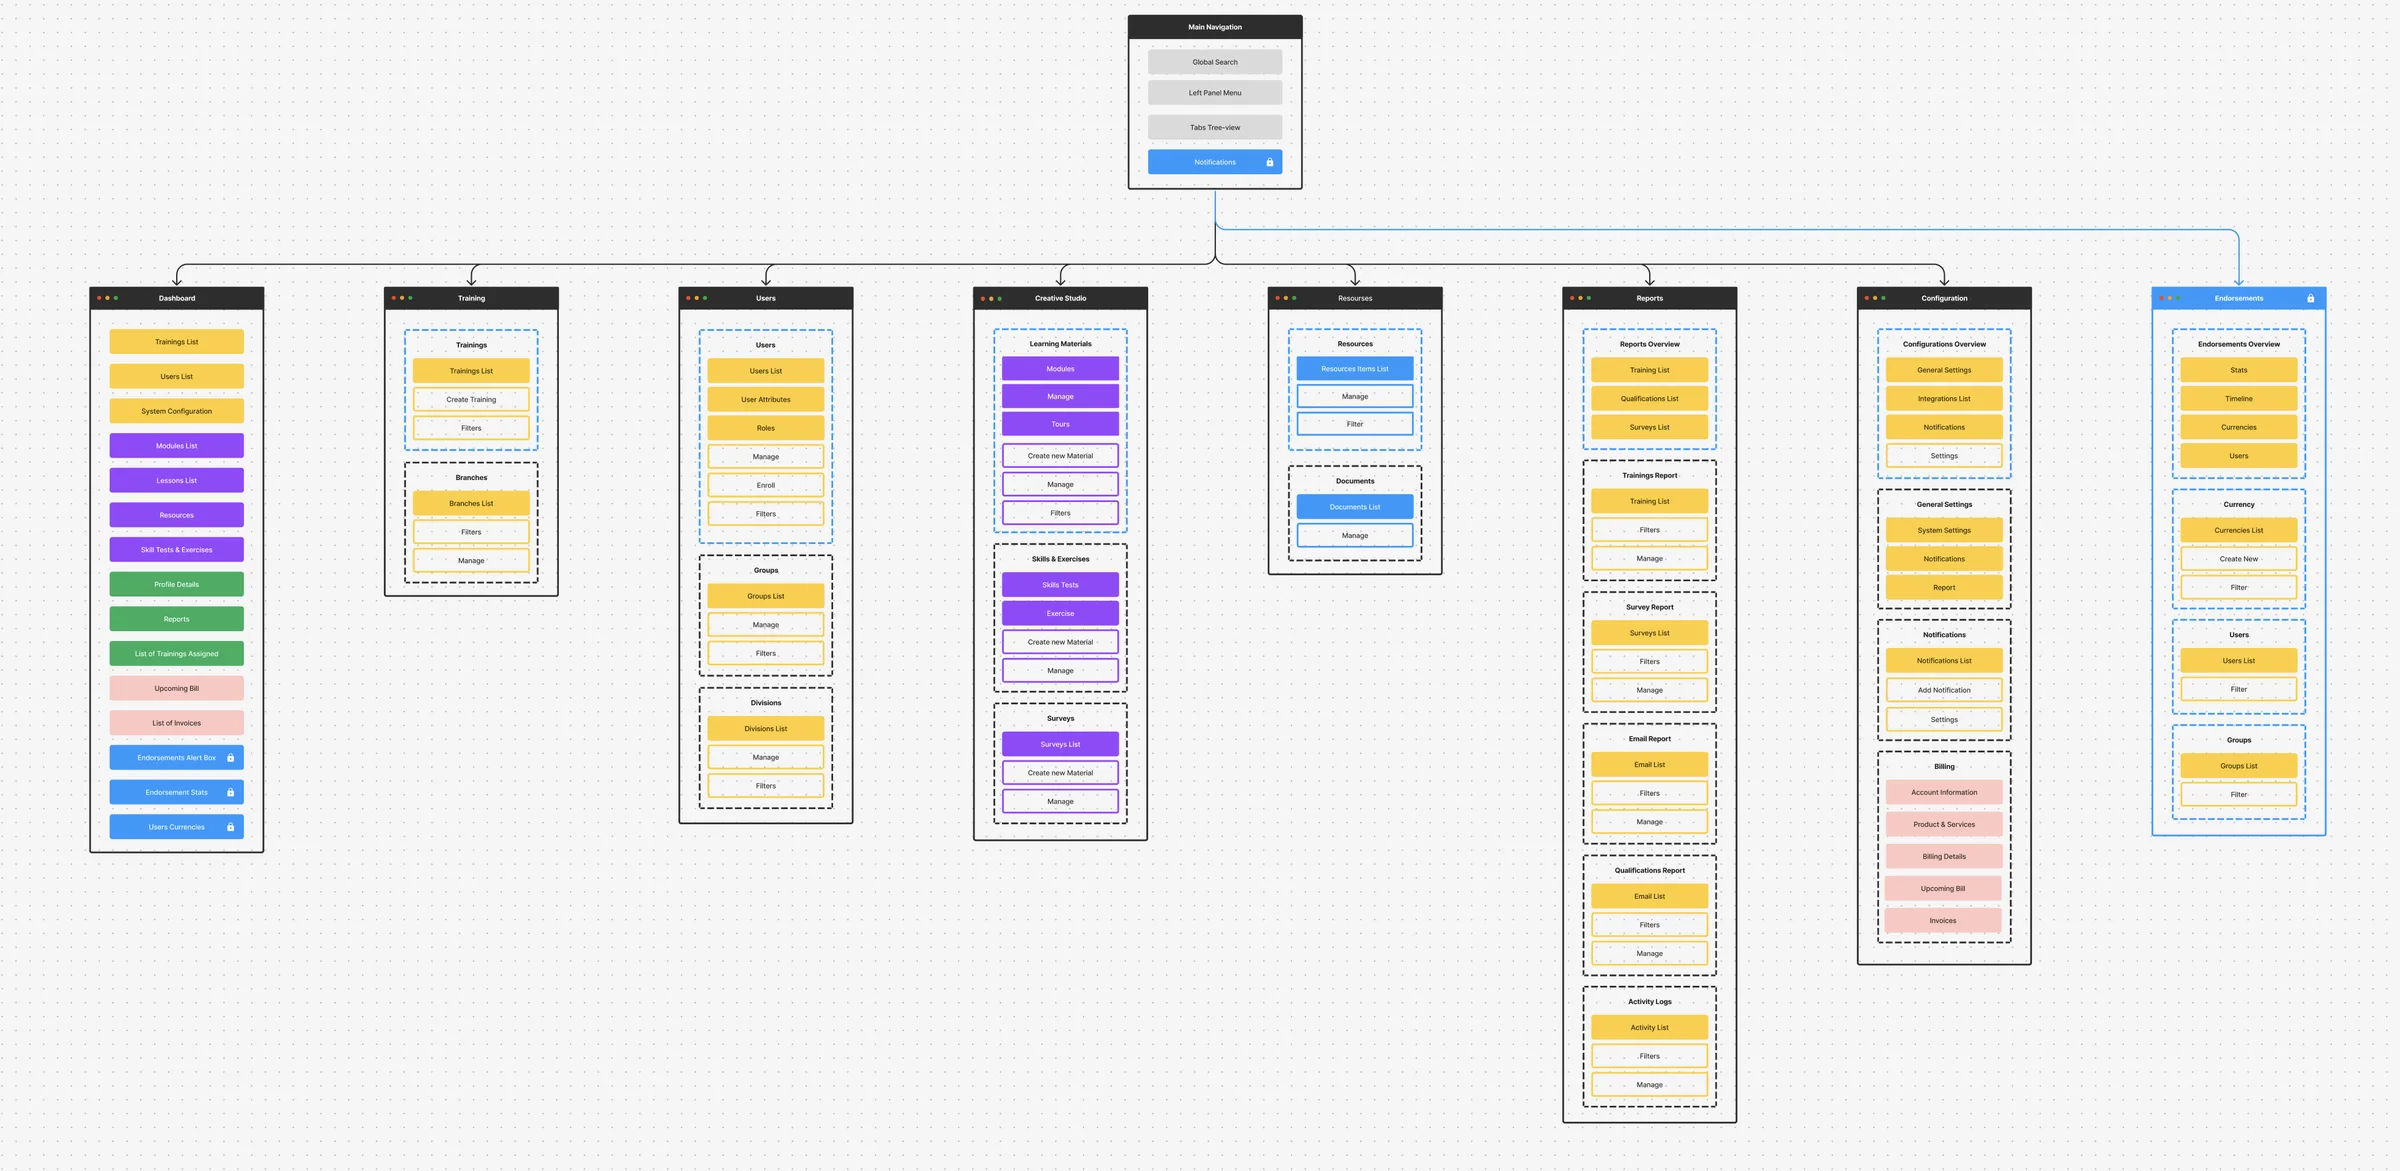 Main Navigation
Global Search
Left Panel Menu
Tabs Tree-view
Notifications
Dashboard
Trainings List
Users List
System Configuration
Modules List
Lessons List
Resources
Skill Tests & Exercises
Profile Details
Reports
List of Trainings Assigned
Upcoming Bill
List of Invoices
Endorsements Alert Box
Endorsement Stats
Users Currencies
Training
Trainings
Trainings List
Create Training
Filters
Branches
Branches List
Filters
Manage
Users
Users
Users List
User Attributes
Roles
Manage
Enroll
Filters
Groups
Groups List
Manage
Filters
Divisions
Divisions List
Manage
Filters
Creative Studio
Learning Materials
Modules
Manage
Tours
Create new Material
Manage
Filters
Skills & Exercises
Skills Tests
Exercise
Create new Material
Manage
Surveys
Surveys List
Create new Material
Manage
Resourses
Resources
Resources Items List
Manage
Filter
Documents
Documents List
Manage
Reports
Reports Overview
Training List
Qualifications List
Surveys List
Trainings Report
Training List
Filters
Manage
Survey Report
Surveys List
Filters
Manage
Email Report
Email List
Filters
Manage
Qualifications Report
Email List
Filters
Manage
Activity Logs
Activity List
Filters
Manage
Configuration
Configurations Overview
General Settings
Integrations List
Notifications
Settings
General Settings
System Settings
Notifications
Report
Notifications
Notifications List
Add Notification
Settings
Billing
Account Information
Product & Services
Billing Details
Upcoming Bill
Invoices
Endorsements
Endorsements Overview
Stats
Timeline
Currencies
Users
Currency
Currencies List
Create New
Filter
Users
Users List
Filter
Groups
Groups List
Filter